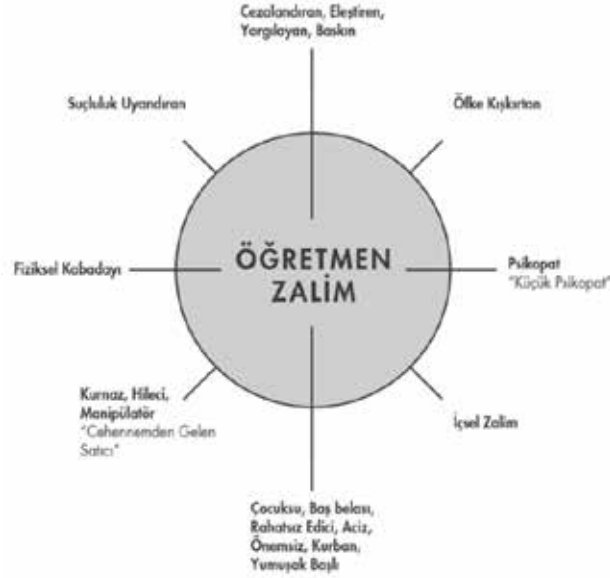 Cezalandıran, Eleştiren,
Yargılayan, Baskın
Suçluluk Uyandıran
Öfke Kışkırtan
Fiziksel Kabadayı
ÖĞRETMEN
ZALİM
Psikopat
"Küçük Psikopat"
Kurnaz, Hileci,
Manipülatör
"Cehennemden Gelen
Satıcı"
İçsel Zalim
Çocuksu, Baş belası,
Rahatsız Edici, Aciz,
Önemsiz, Kurban,
Yumuşak Başlı